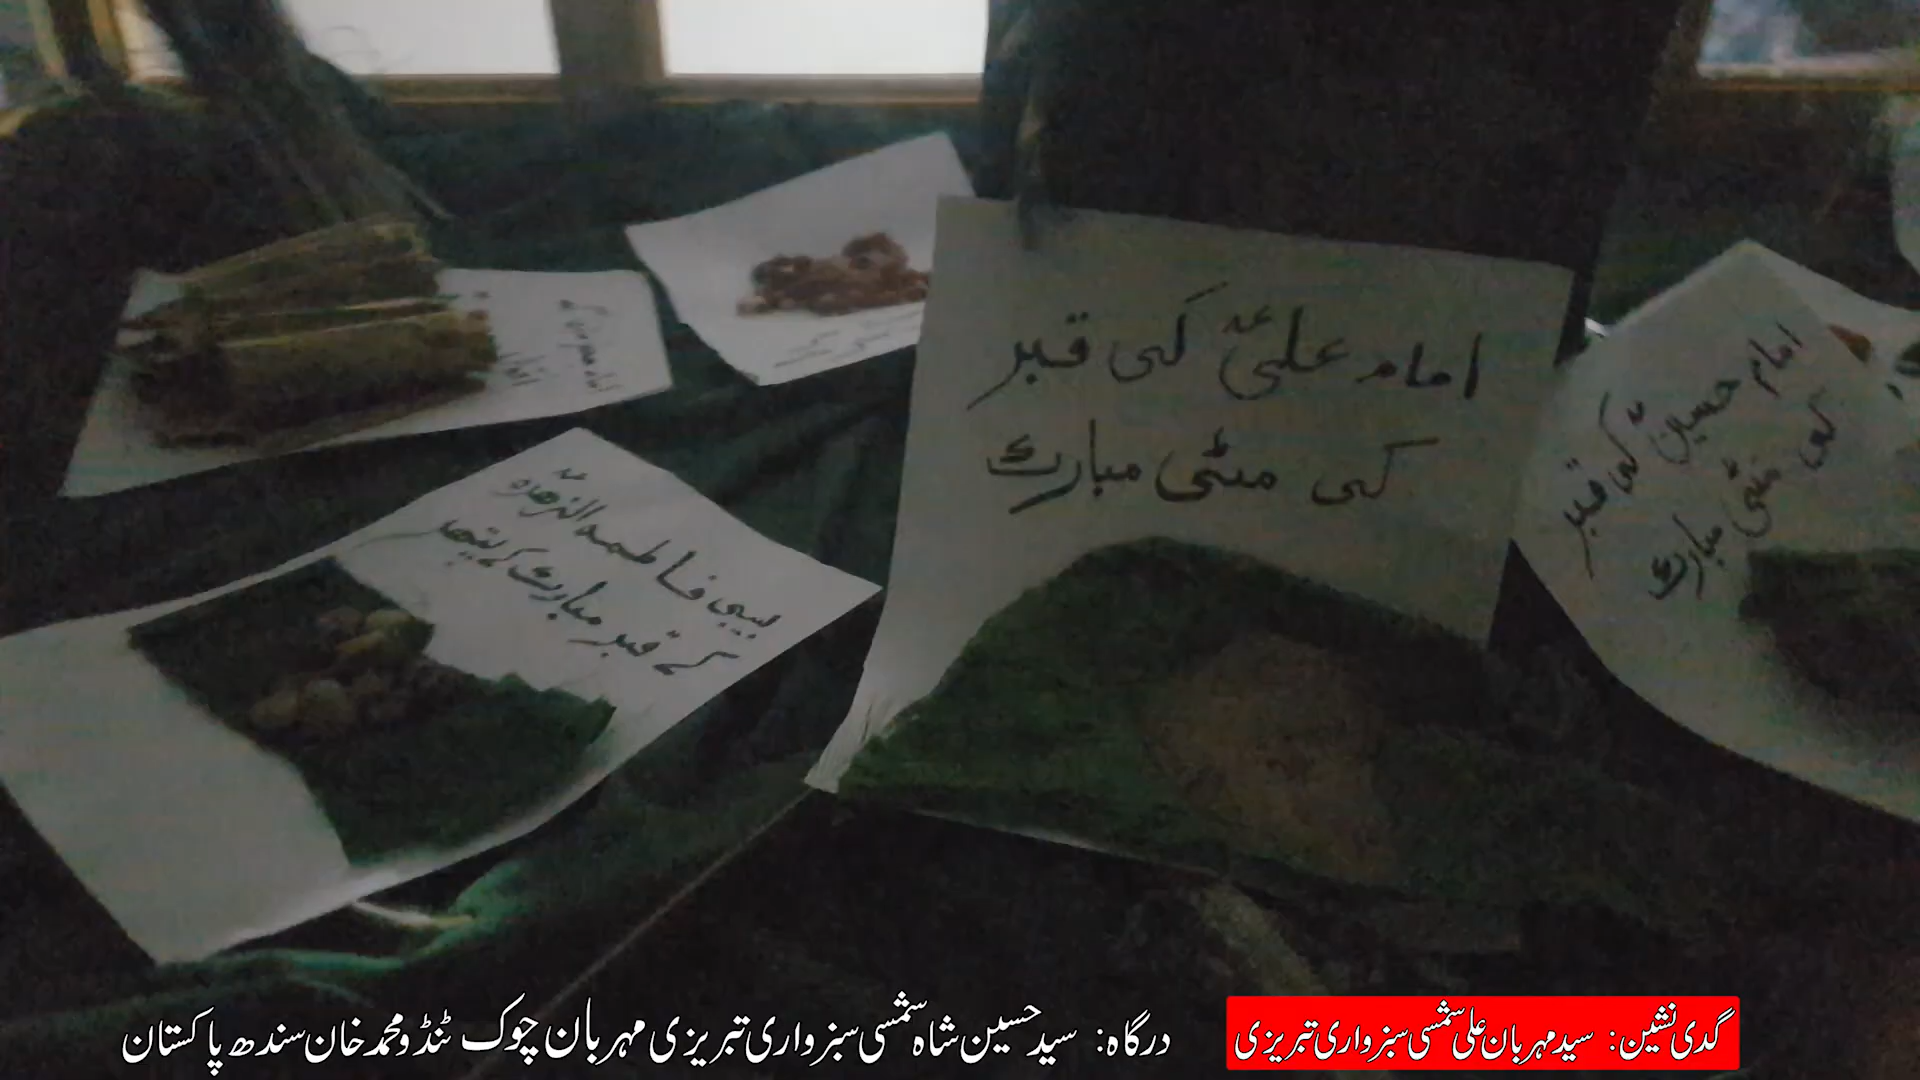 امام علیؑ کی قبر
کی مٹی مبارک
امام حسینؑ کی قبر
کی مٹی مبارک
بیبی فاطمہ الزھرہ
کے قبر مبارک کے پتھر
گدی نشین: سید مہربان علی شمسی سبزواری تبریزی
درگاہ: سید حسین شاہ شمسی سبزواری تبریزی مہربان چوک ٹنڈو محمد خان سندھ پاکستان